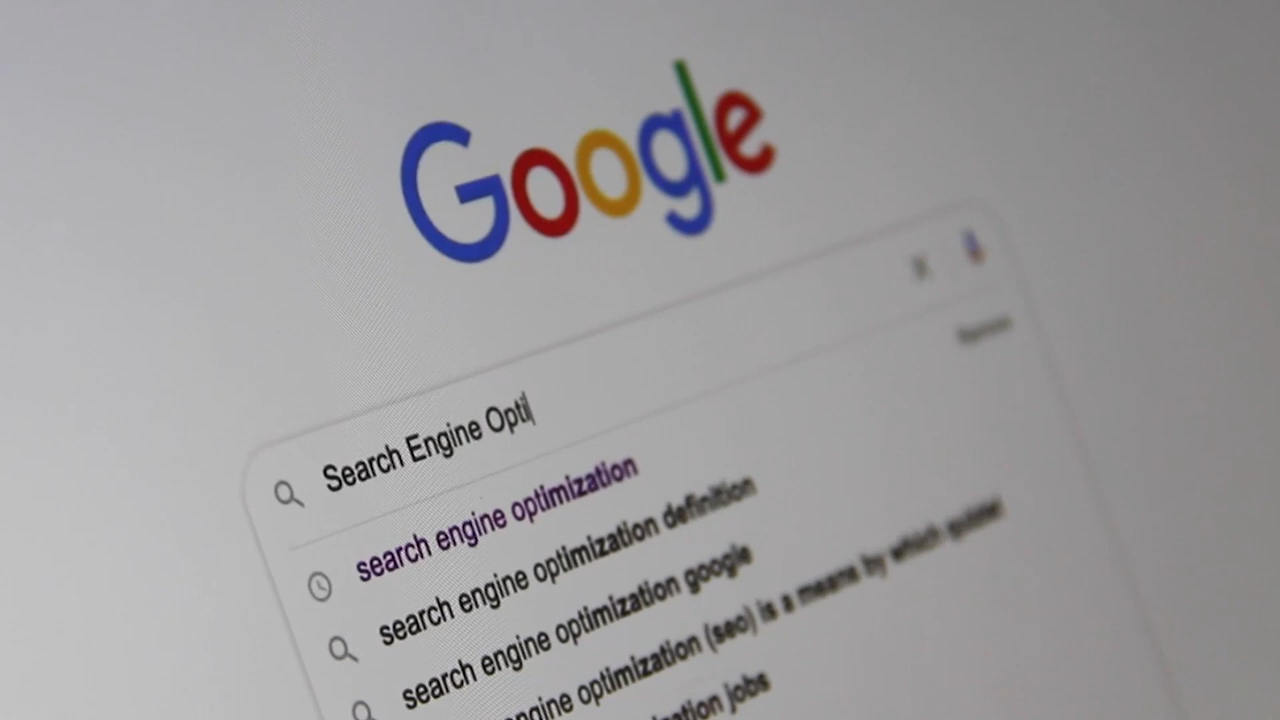 Google
Search Engine Opti
search engine optimization
search engine optimization definition
search engine optimization google
engine optimization (seo) is a means by which
jobs